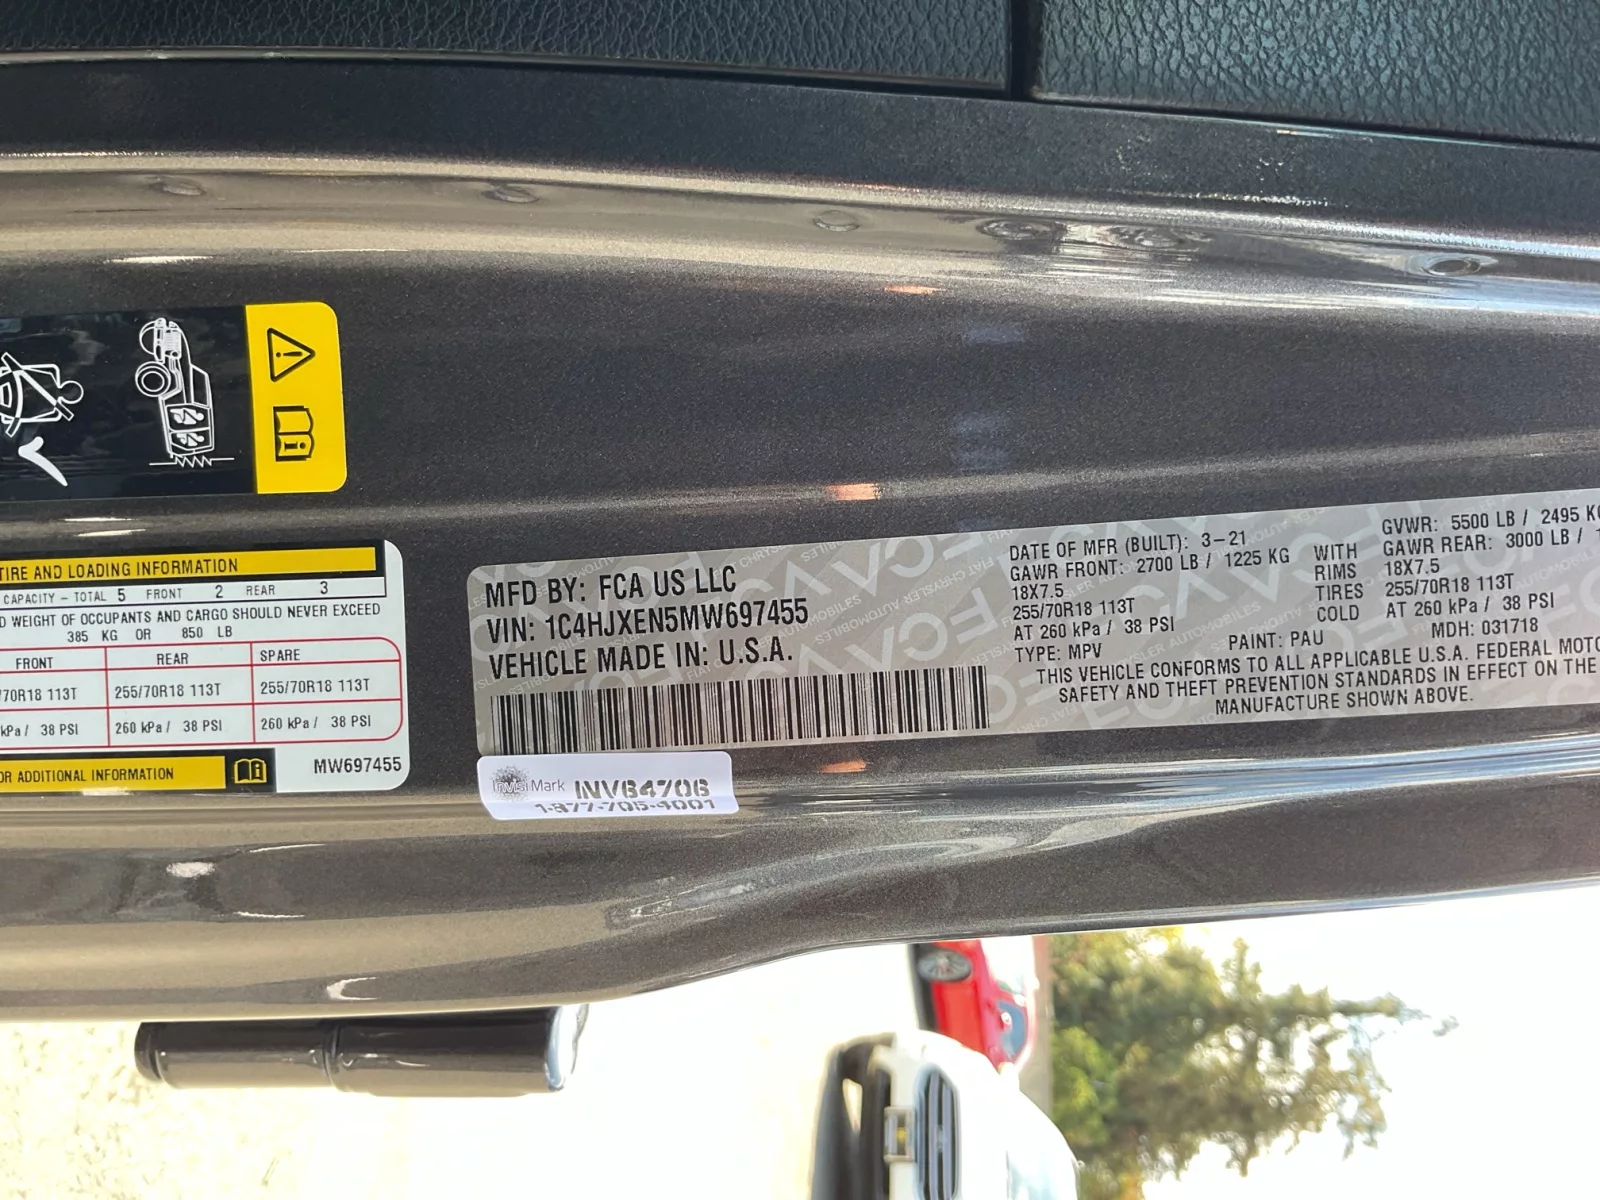 TIRE AND LOADING INFORMATION
CAPACITY - TOTAL 5 FRONT 2 REAR 3
WEIGHT OF OCCUPANTS AND CARGO SHOULD NEVER EXCEED
385 KG OR 850 LB
FRONT REAR SPARE
/70R18 113T 255/70R18 113T 255/70R18 113T
kPa / 38 PSI 260 kPa / 38 PSI 260 kPa / 38 PSI
OR ADDITIONAL INFORMATION
MW697455
MFD BY: FCA US LLC
VIN: 1C4HJXEN5MW697455
VEHICLE MADE IN: U.S.A.
DATE OF MFR (BUILT): 3-21 GVWR: 5500 LB / 2495 KG
GAWR FRONT: 2700 LB / 1225 KG WITH GAWR REAR: 3000 LB /
18X7.5 RIMS 18X7.5
255/70R18 113T TIRES 255/70R18 113T
AT 260 kPa / 38 PSI COLD AT 260 kPa / 38 PSI
TYPE: MPV PAINT: PAU MDH: 031718
THIS VEHICLE CONFORMS TO ALL APPLICABLE U.S.A. FEDERAL MOTO
SAFETY AND THEFT PREVENTION STANDARDS IN EFFECT ON THE
MANUFACTURE SHOWN ABOVE.
InvisiMark INV64706
1-877-705-4001